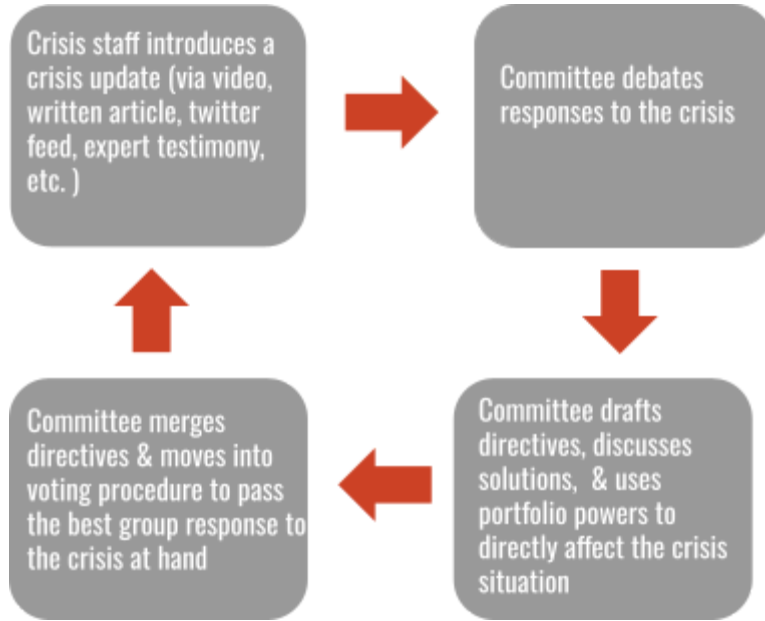 Crisis staff introduces a
crisis update (via video,
written article, twitter
feed, expert testimony,
etc. )
Committee debates
responses to the crisis
Committee drafts
directives, discusses
solutions,  & uses
portfolio powers to
directly affect the crisis
situation
Committee merges
directives & moves into
voting procedure to pass
the best group response to
the crisis at hand